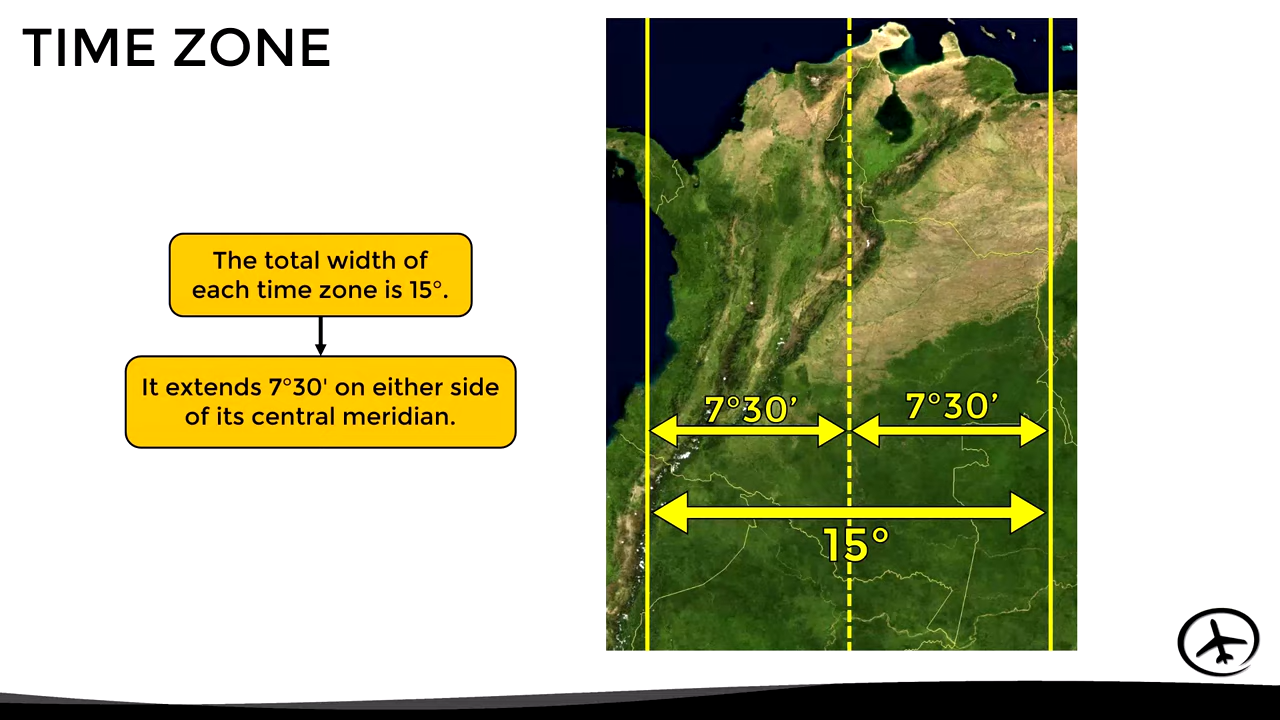 TIME ZONE
The total width of
each time zone is 15°.
It extends 7°30' on either side
of its central meridian.
7°30’
7°30’
15°